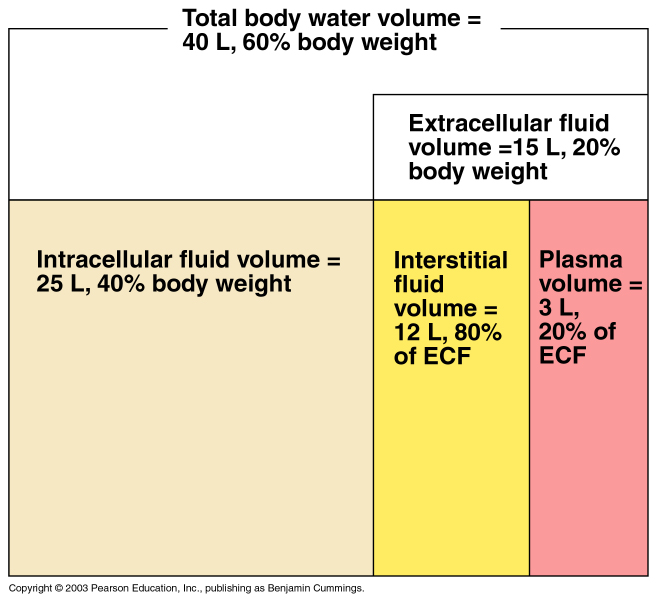 Total body water volume =
40 L, 60% body weight
Extracellular fluid
volume =15 L, 20%
body weight
Intracellular fluid volume =
25 L, 40% body weight
Interstitial
fluid
volume =
12 L, 80%
of ECF
Plasma
volume =
3 L,
20% of
ECF
Copyright © 2003 Pearson Education, Inc., publishing as Benjamin Cummings.